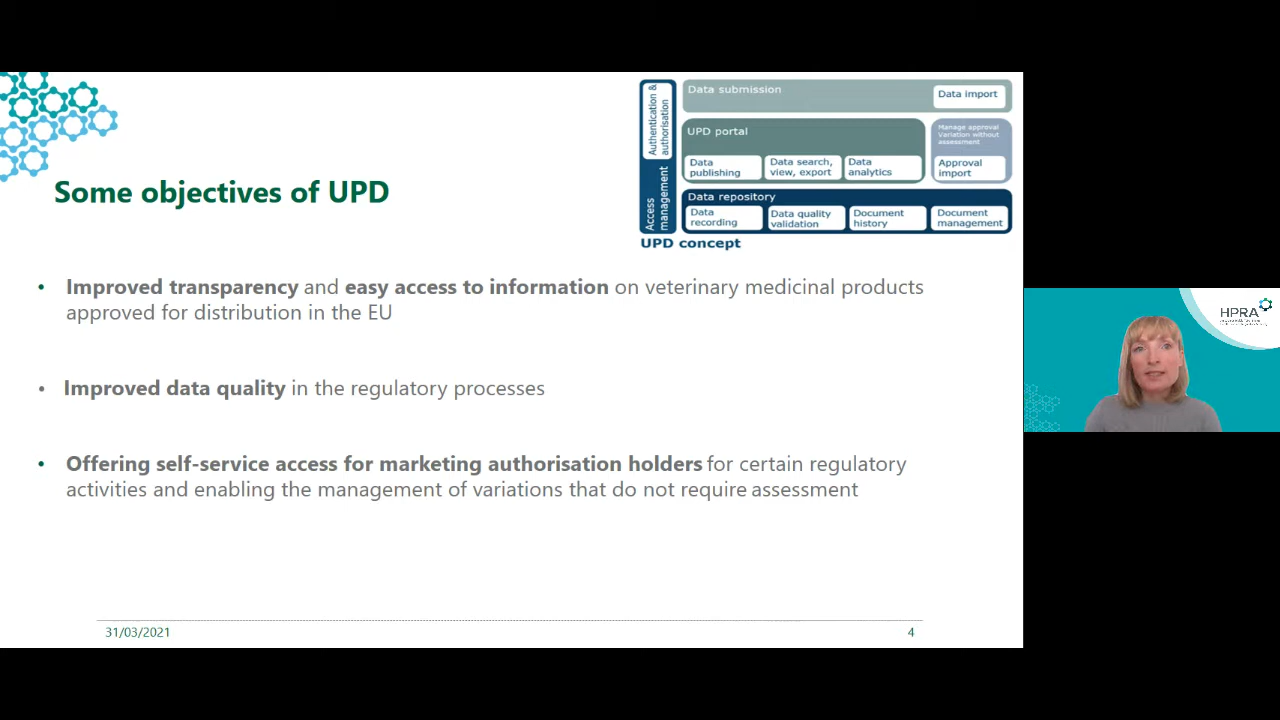 Data submission
Data import
Authentication &
authorisation
UPD portal
Manage approval
Variation without
assessment
Data
publishing
Data search,
view, export
Data
analytics
Approval
import
Access
management
Data repository
Data
recording
Data quality
validation
Document
history
Document
management
UPD concept
Some objectives of UPD
• Improved transparency and easy access to information on veterinary medicinal products
approved for distribution in the EU
• Improved data quality in the regulatory processes
• Offering self-service access for marketing authorisation holders for certain regulatory
activities and enabling the management of variations that do not require assessment
31/03/2021
4
HPRA